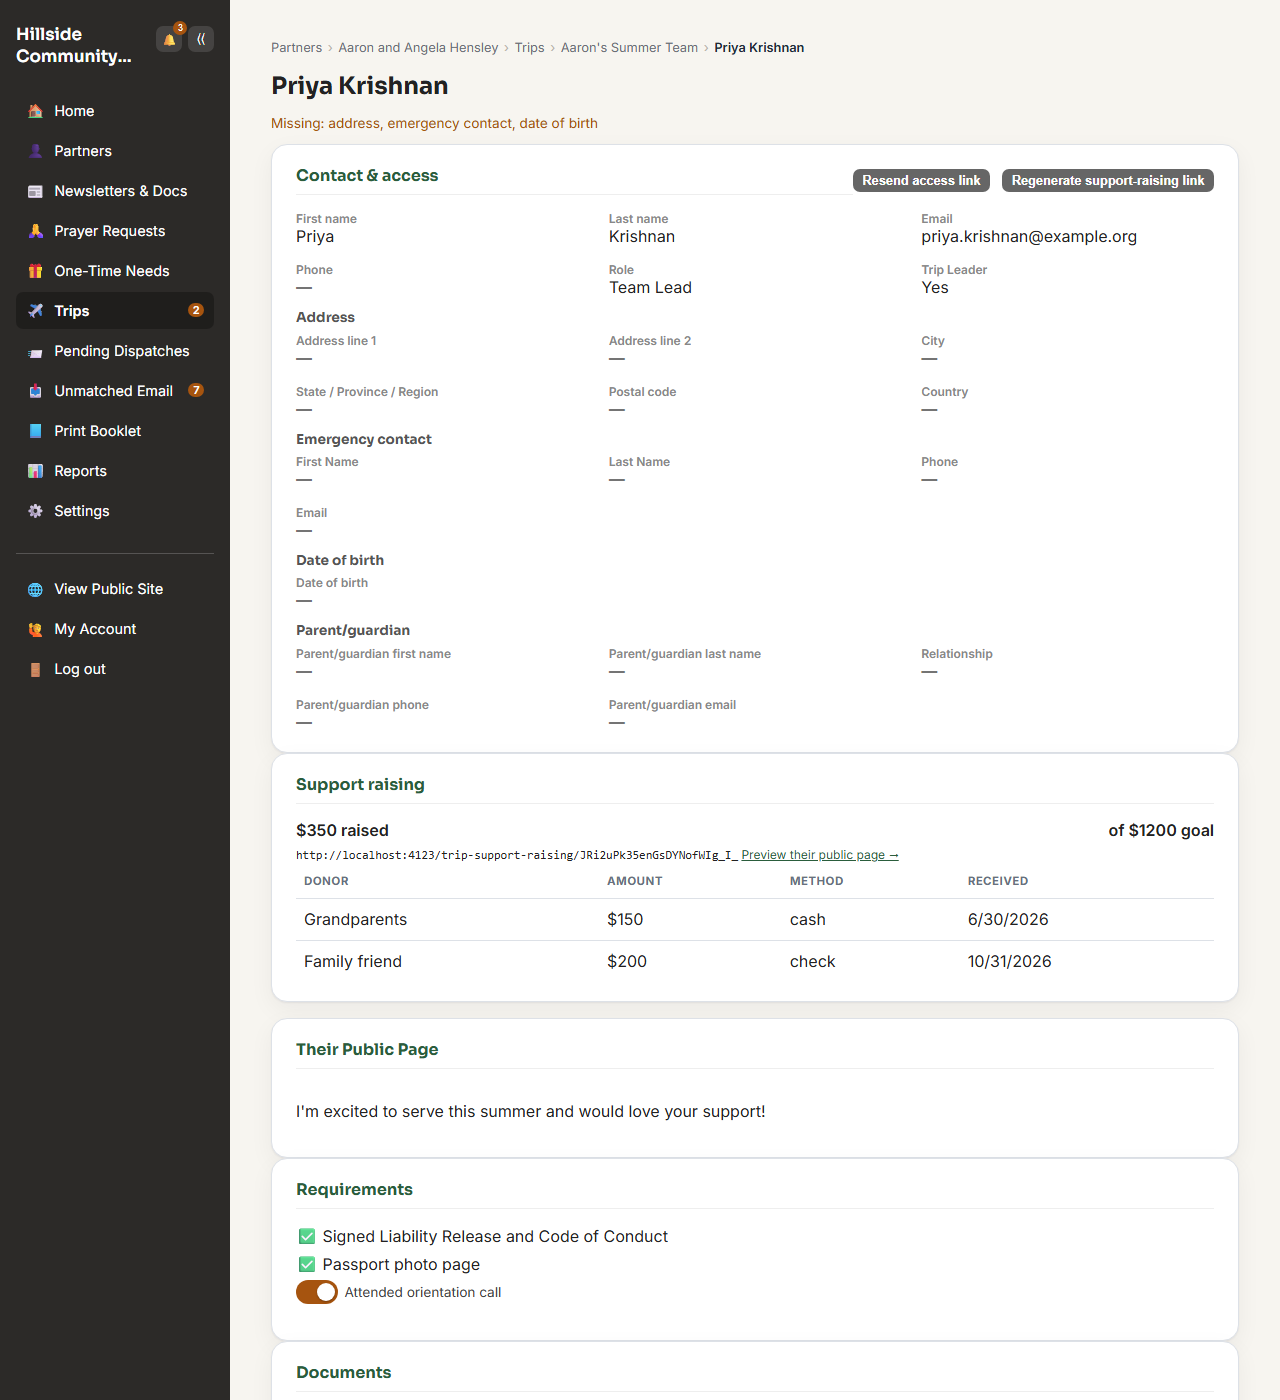 Hillside
Community...
3
Home
Partners
Newsletters & Docs
Prayer Requests
One-Time Needs
Trips 2
Pending Dispatches
Unmatched Email 7
Print Booklet
Reports
Settings
View Public Site
My Account
Log out
Partners › Aaron and Angela Hensley › Trips › Aaron's Summer Team › Priya Krishnan
Priya Krishnan
Missing: address, emergency contact, date of birth
Contact & access
Resend access link Regenerate support-raising link
First name Last name Email
Priya Krishnan priya.krishnan@example.org
Phone Role Trip Leader
— Team Lead Yes
Address
Address line 1 Address line 2 City
— — —
State / Province / Region Postal code Country
— — —
Emergency contact
First Name Last Name Phone
— — —
Email
—
Date of birth
Date of birth
—
Parent/guardian
Parent/guardian first name Parent/guardian last name Relationship
— — —
Parent/guardian phone Parent/guardian email
— —
Support raising
$350 raised of $1200 goal
http://localhost:4123/trip-support-raising/JRi2uPk35enGsDYNofWIg_I_ Preview their public page →
DONOR AMOUNT METHOD RECEIVED
Grandparents $150 cash 6/30/2026
Family friend $200 check 10/31/2026
Their Public Page
I'm excited to serve this summer and would love your support!
Requirements
Signed Liability Release and Code of Conduct
Passport photo page
Attended orientation call
Documents